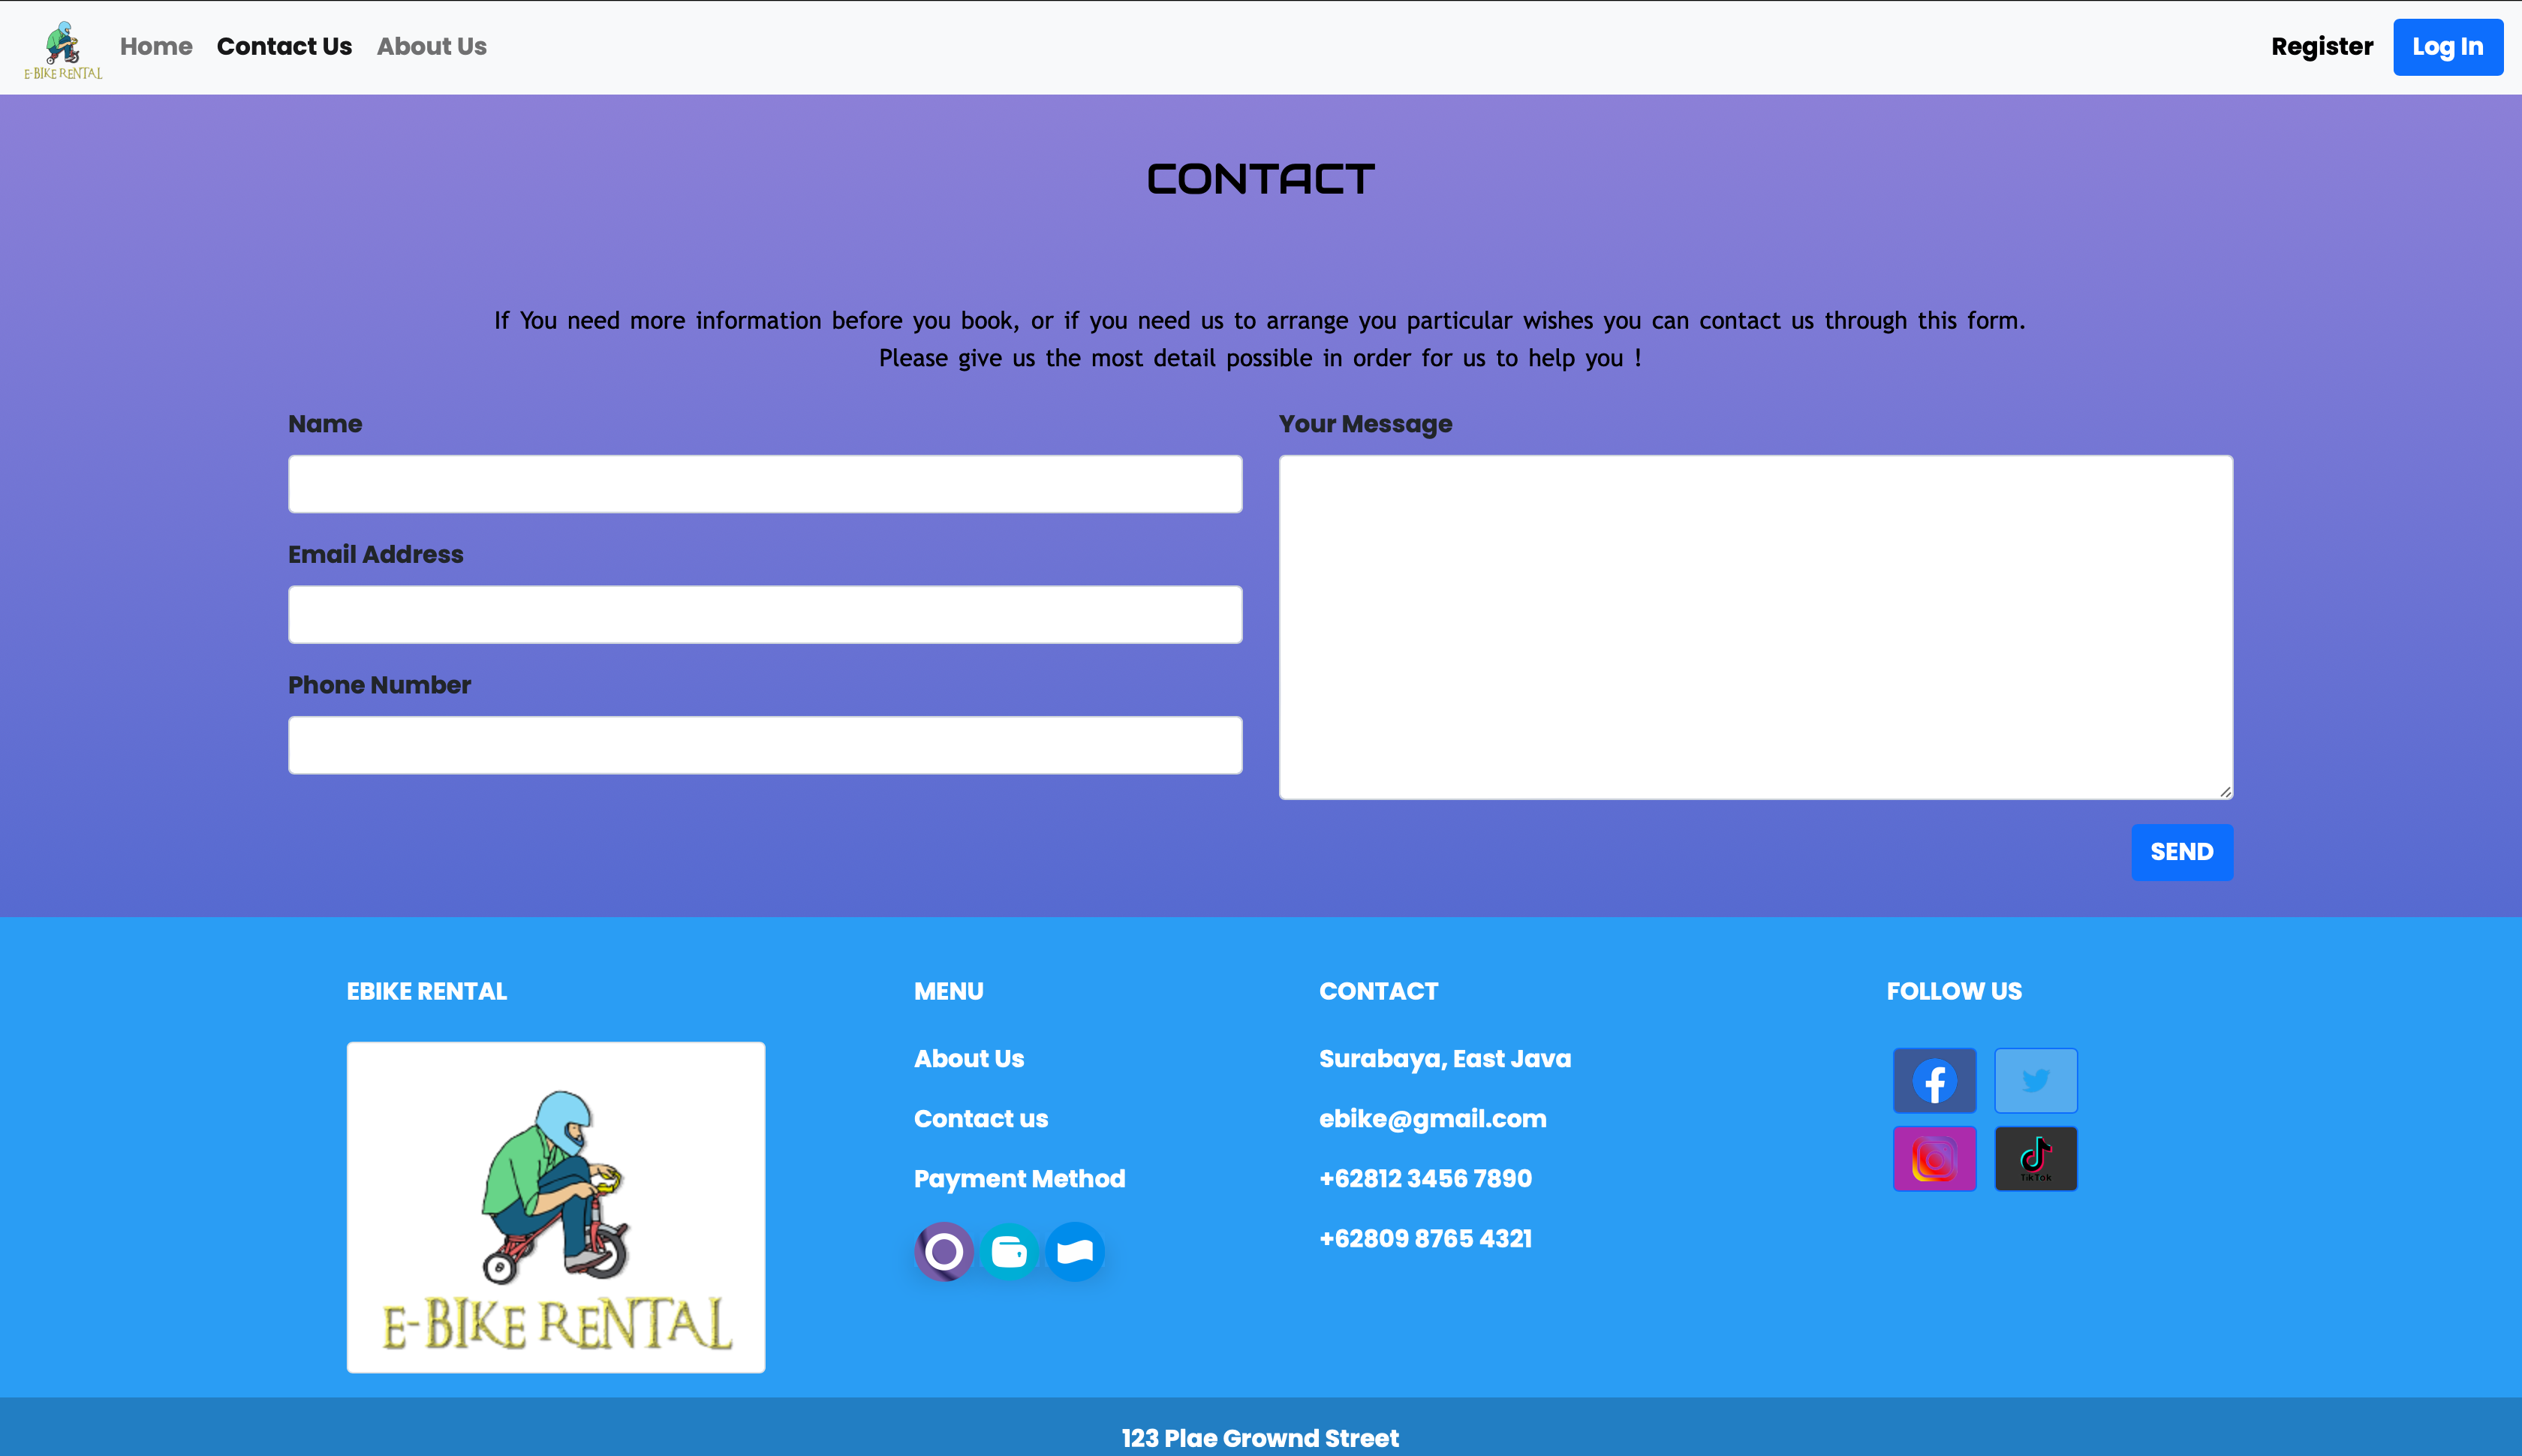 E-BIKE RENTAL
Home
Contact Us
About Us
Register
Log In
CONTACT
If You need more information before you book, or if you need us to arrange you particular wishes you can contact us through this form.
Please give us the most detail possible in order for us to help you !
Name
Your Message
Email Address
Phone Number
SEND
EBIKE RENTAL
E-BIKE RENTAL
MENU
About Us
Contact us
Payment Method
CONTACT
Surabaya, East Java
ebike@gmail.com
+62812 3456 7890
+62809 8765 4321
FOLLOW US
TikTok
123 Plae Grownd Street